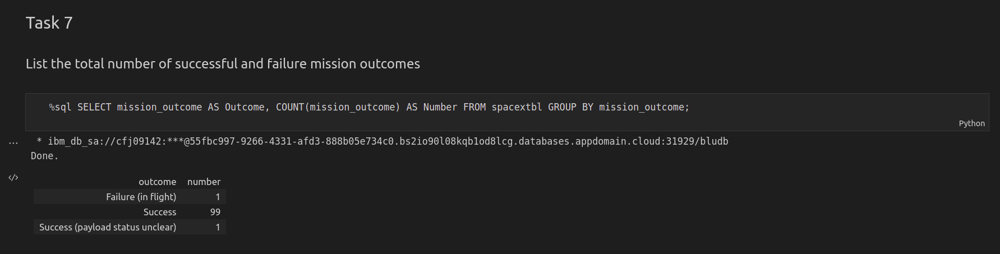 Task 7
List the total number of successful and failure mission outcomes
%sql SELECT mission_outcome AS Outcome, COUNT(mission_outcome) AS Number FROM spacextbl GROUP BY mission_outcome;
Python
* ibm_db_sa://cfj09142:***@55fbc997-9266-4331-afd3-888b05e734c0.bs2io90l08kqb1od8lcg.databases.appdomain.cloud:31929/bludb
Done.
outcome number
Failure (in flight) 1
Success 99
Success (payload status unclear) 1